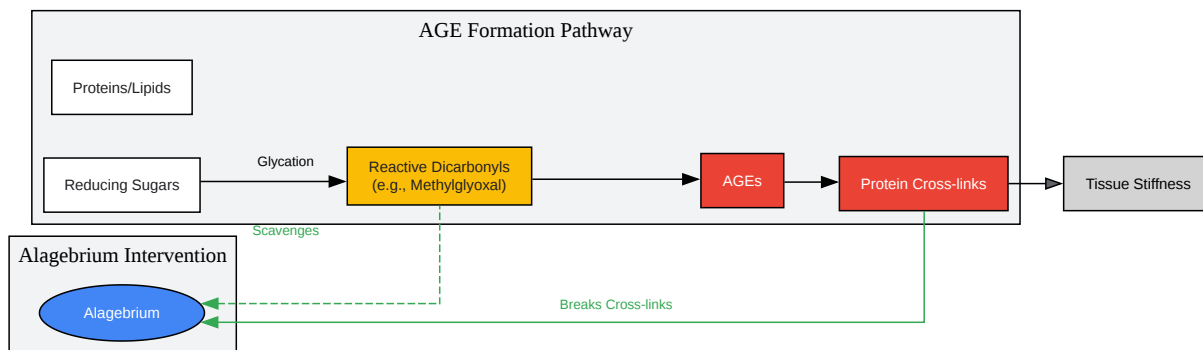 AGE Formation Pathway
Proteins/Lipids
Reducing Sugars
Glycation
Reactive Dicarbonyls
(e.g., Methylglyoxal)
AGEs
Protein Cross-links
Tissue Stiffness
Scavenges
Alagebrium Intervention
Alagebrium
Breaks Cross-links